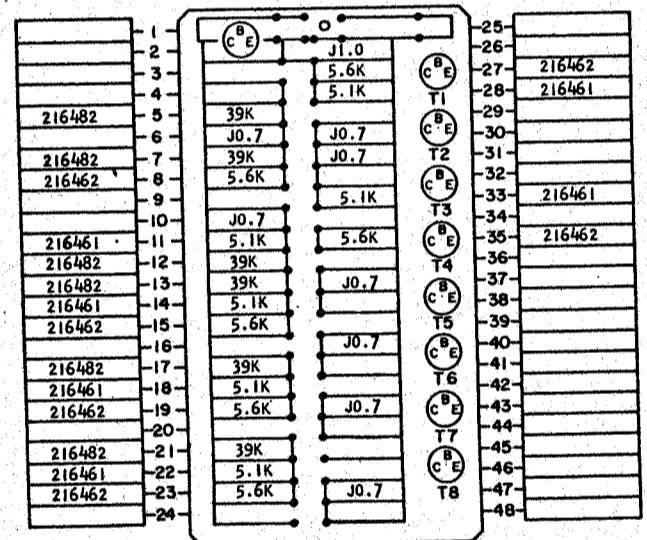 C B E
-1-
-2-
-3-
-4-
216482 -5- 39K
-6- J0.7
216482 -7- 39K
216462 -8- 5.6K
-9-
-10- J0.7
216461 -11- 5.1K
216482 -12- 39K
216482 -13- 39K
216461 -14- 5.1K
216462 -15- 5.6K
-16-
216482 -17- 39K
216461 -18- 5.1K
216462 -19- 5.6K
-20-
216482 -21- 39K
216461 -22- 5.1K
216462 -23- 5.6K
-24-
J1.0
5.6K
5.1K
J0.7
J0.7
5.1K
5.6K
J0.7
J0.7
J0.7
J0.7
C B E
T1
C B E
T2
C B E
T3
C B E
T4
C B E
T5
C B E
T6
C B E
T7
C B E
T8
-25-
-26-
-27- 216462
-28- 216461
-29-
-30-
-31-
-32-
-33- 216461
-34-
-35- 216462
-36-
-37-
-38-
-39-
-40-
-41-
-42-
-43-
-44-
-45-
-46-
-47-
-48-